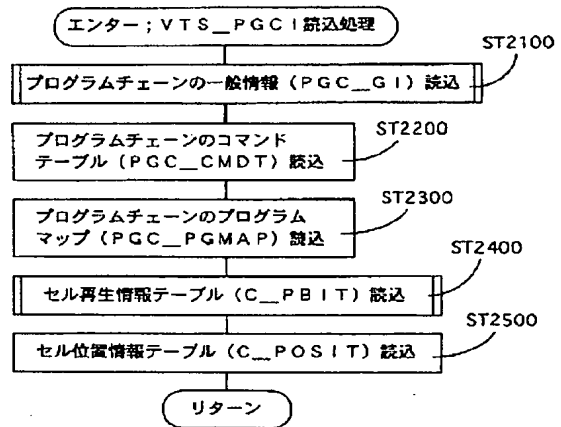 エンター；ＶＴＳ＿ＰＧＣＩ読込処理
ST2100
プログラムチェーンの一般情報（ＰＧＣ＿ＧＩ）読込
ST2200
プログラムチェーンのコマンド
テーブル（ＰＧＣ＿ＣＭＤＴ）読込
ST2300
プログラムチェーンのプログラム
マップ（ＰＧＣ＿ＰＧＭＡＰ）読込
ST2400
セル再生情報テーブル（Ｃ＿ＰＢＩＴ）読込
ST2500
セル位置情報テーブル（Ｃ＿ＰＯＳＩＴ）読込
リターン